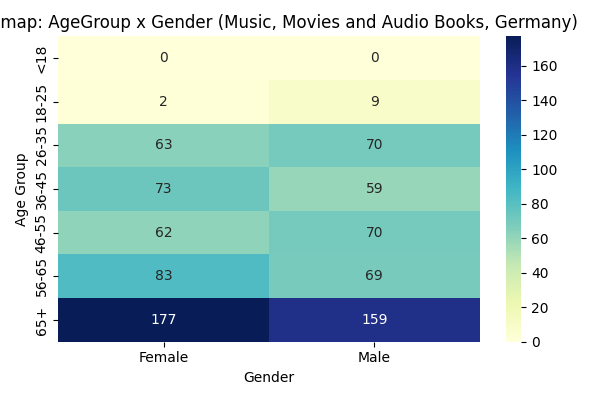 map: AgeGroup x Gender (Music, Movies and Audio Books, Germany)
Age Group
<18 0 0
18-25 2 9
26-35 63 70
36-45 73 59
46-55 62 70
56-65 83 69
65+ 177 159
Female Male
Gender
160
140
120
100
80
60
40
20
0